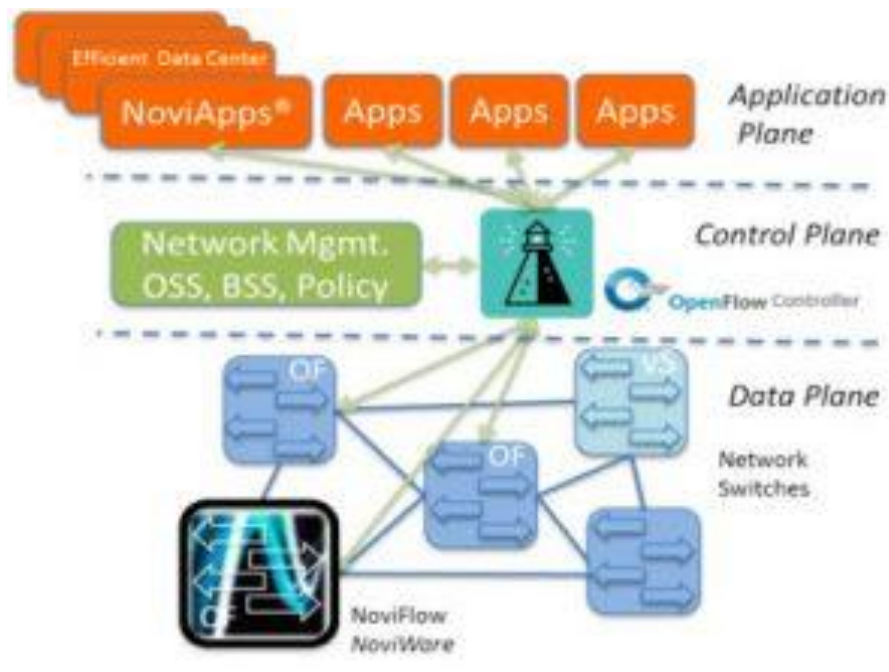 Efficient Data Center
NoviApps®
Apps
Apps
Apps
Application
Plane
Network Mgmt.
OSS, BSS, Policy
Control Plane
OpenFlow Controller
OF
VS
Data Plane
OF
Network
Switches
OF
NoviFlow
NoviWare